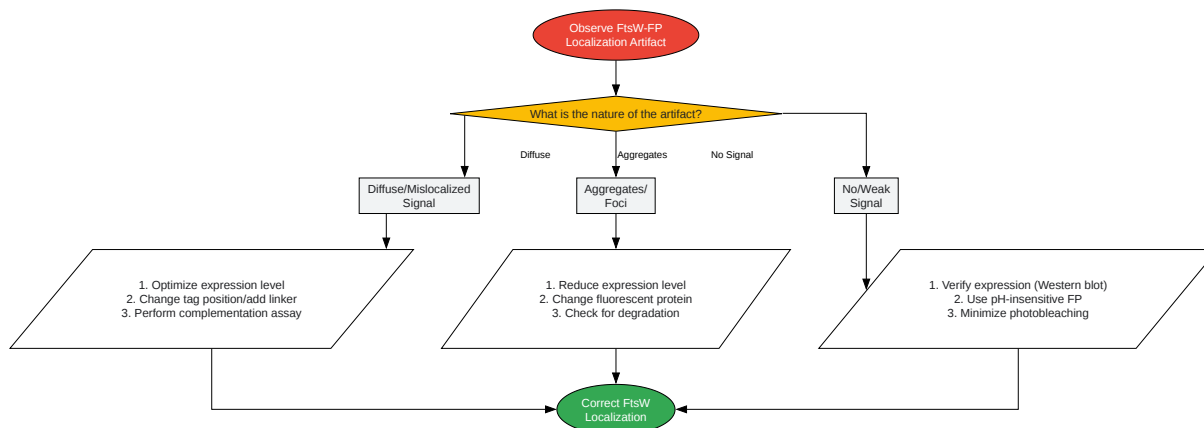 Observe FtsW-FP
Localization Artifact
What is the nature of the artifact?
Diffuse
Aggregates
No Signal
Diffuse/Mislocalized
Signal
Aggregates/
Foci
No/Weak
Signal
1. Optimize expression level
2. Change tag position/add linker
3. Perform complementation assay
1. Reduce expression level
2. Change fluorescent protein
3. Check for degradation
1. Verify expression (Western blot)
2. Use pH-insensitive FP
3. Minimize photobleaching
Correct FtsW
Localization